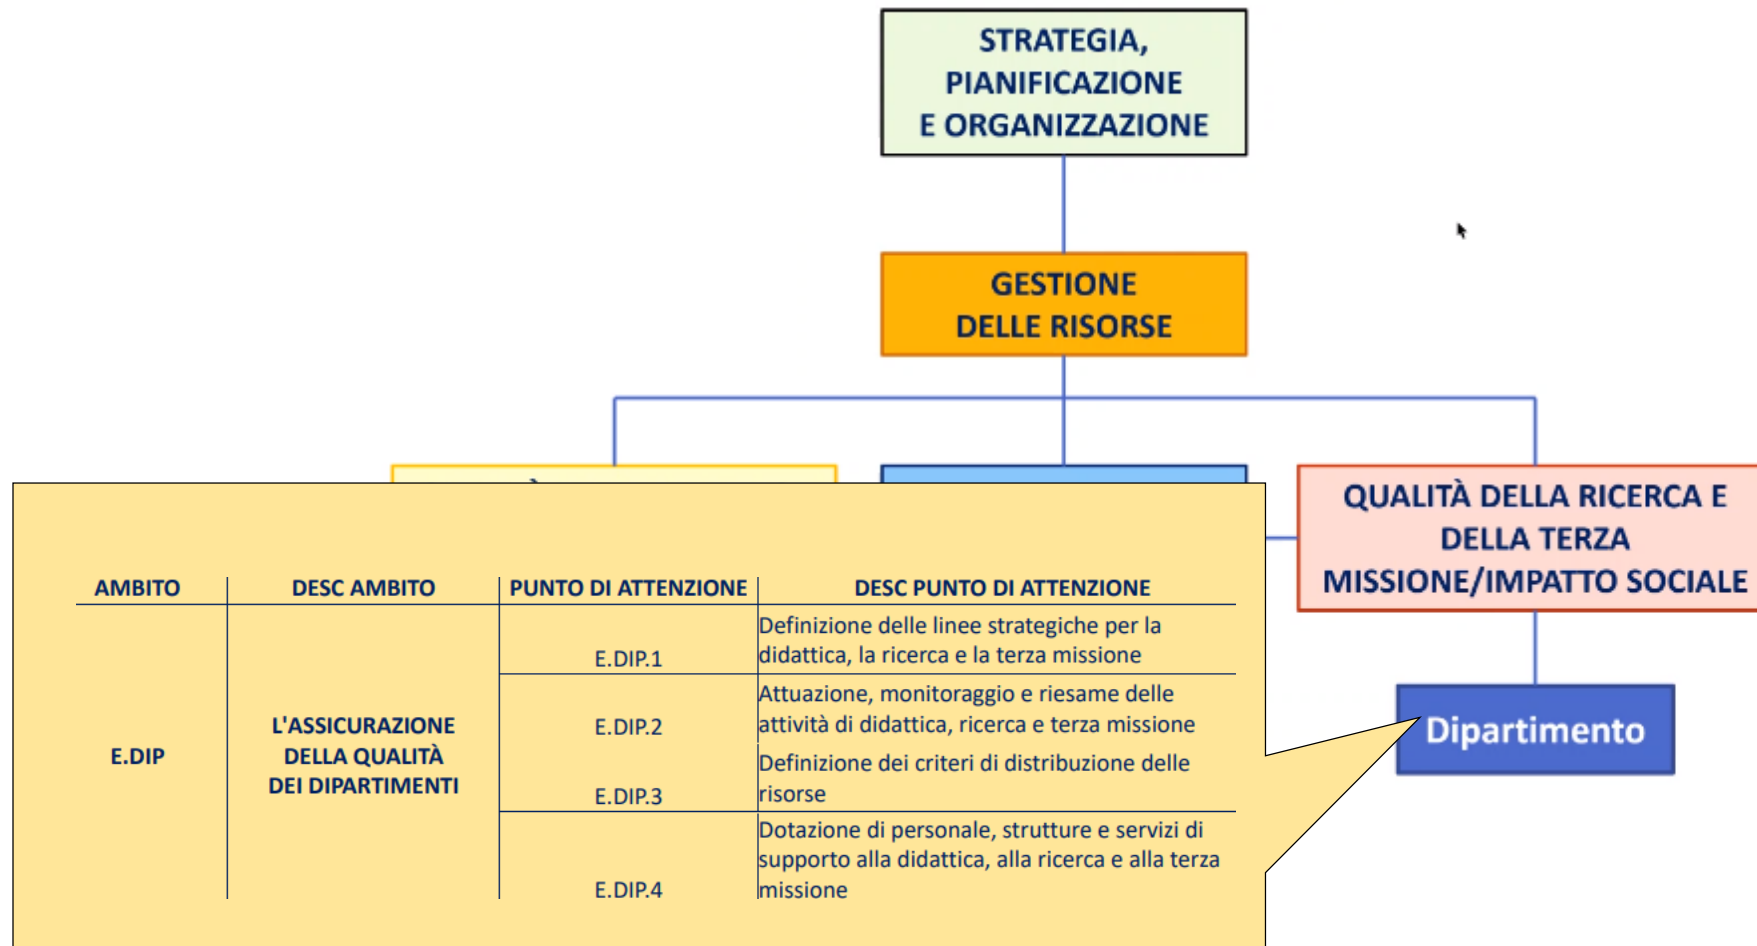 STRATEGIA,
PIANIFICAZIONE
E ORGANIZZAZIONE
GESTIONE
DELLE RISORSE
QUALITÀ DELLA RICERCA E
DELLA TERZA
MISSIONE/IMPATTO SOCIALE
Dipartimento
AMBITO DESC AMBITO PUNTO DI ATTENZIONE DESC PUNTO DI ATTENZIONE
E.DIP
L'ASSICURAZIONE
DELLA QUALITÀ
DEI DIPARTIMENTI
E.DIP.1
Definizione delle linee strategiche per la
didattica, la ricerca e la terza missione
E.DIP.2
Attuazione, monitoraggio e riesame delle
attività di didattica, ricerca e terza missione
E.DIP.3
Definizione dei criteri di distribuzione delle
risorse
E.DIP.4
Dotazione di personale, strutture e servizi di
supporto alla didattica, alla ricerca e alla terza
missione